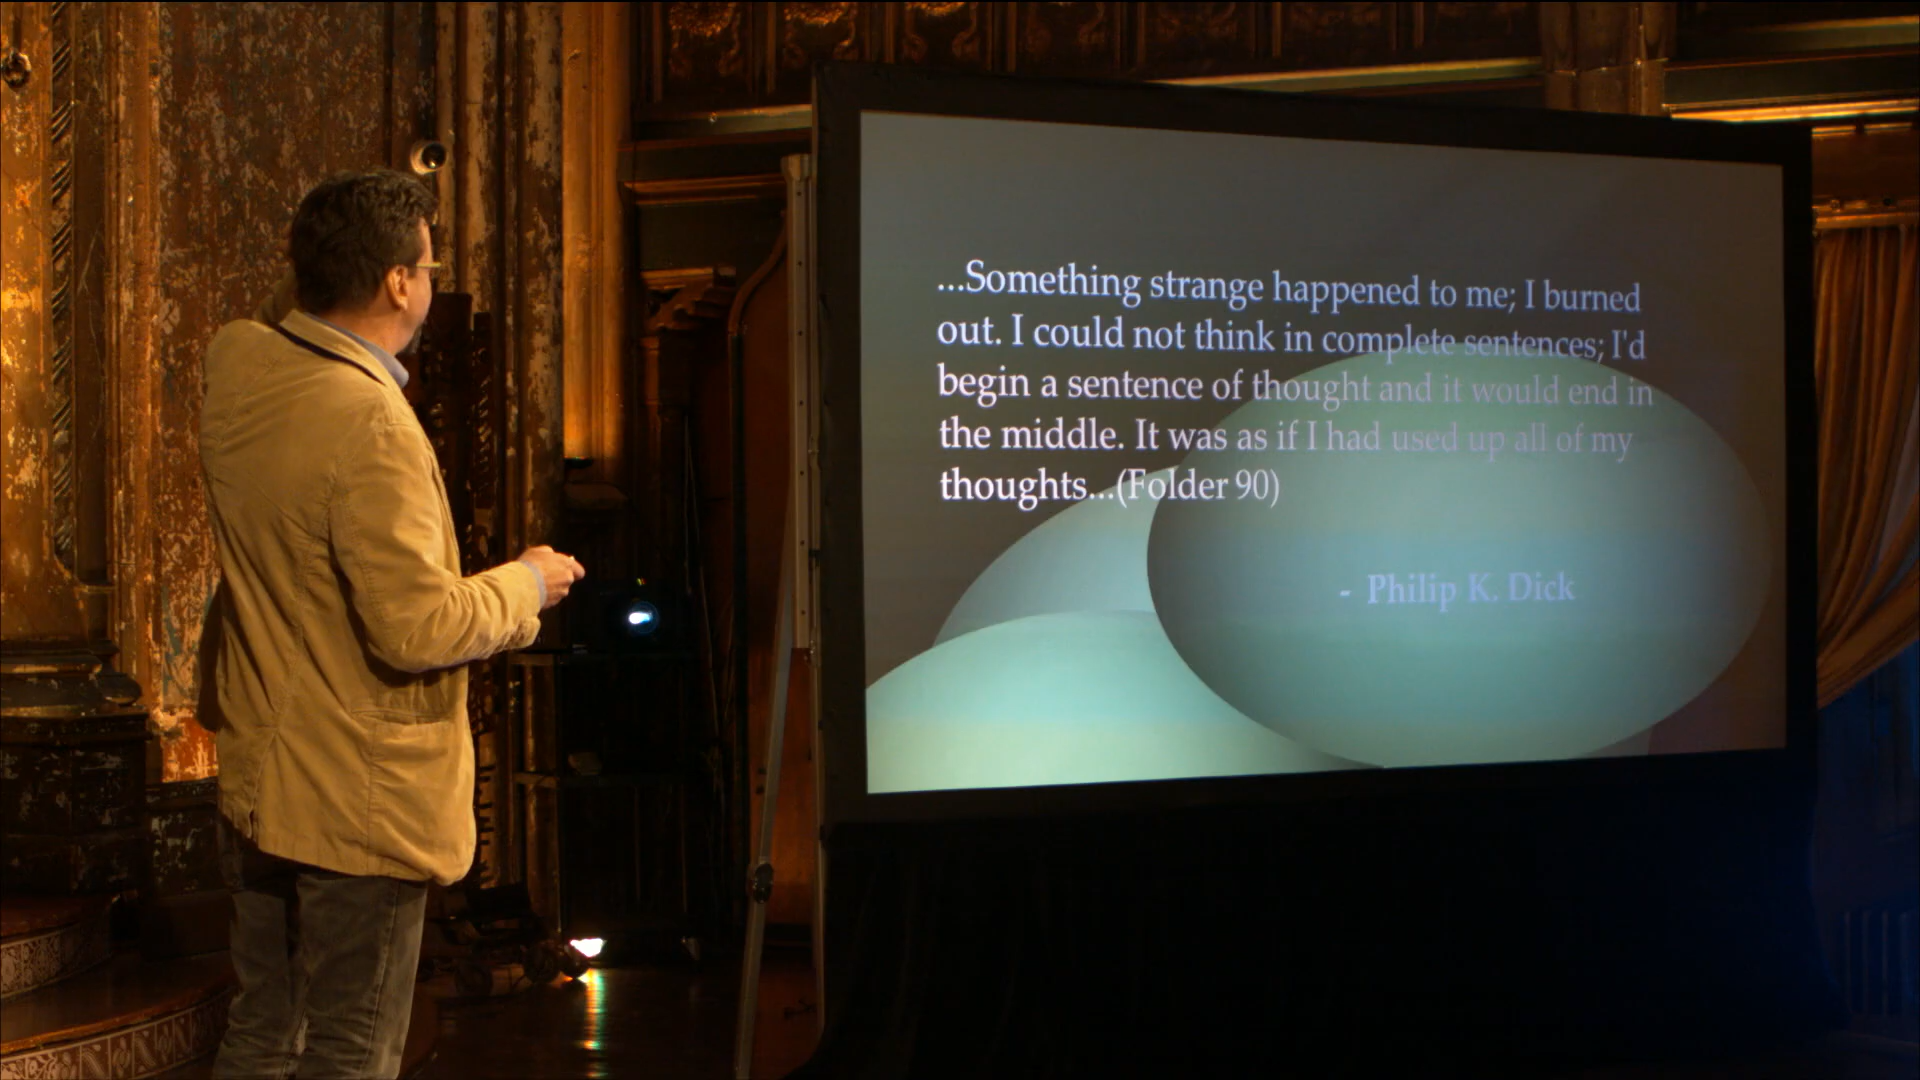 ...Something strange happened to me; I burned
out. I could not think in complete sentences; I'd
begin a sentence of thought and it would end in
the middle. It was as if I had used up all of my
thoughts...(Folder 90)
- Philip K. Dick